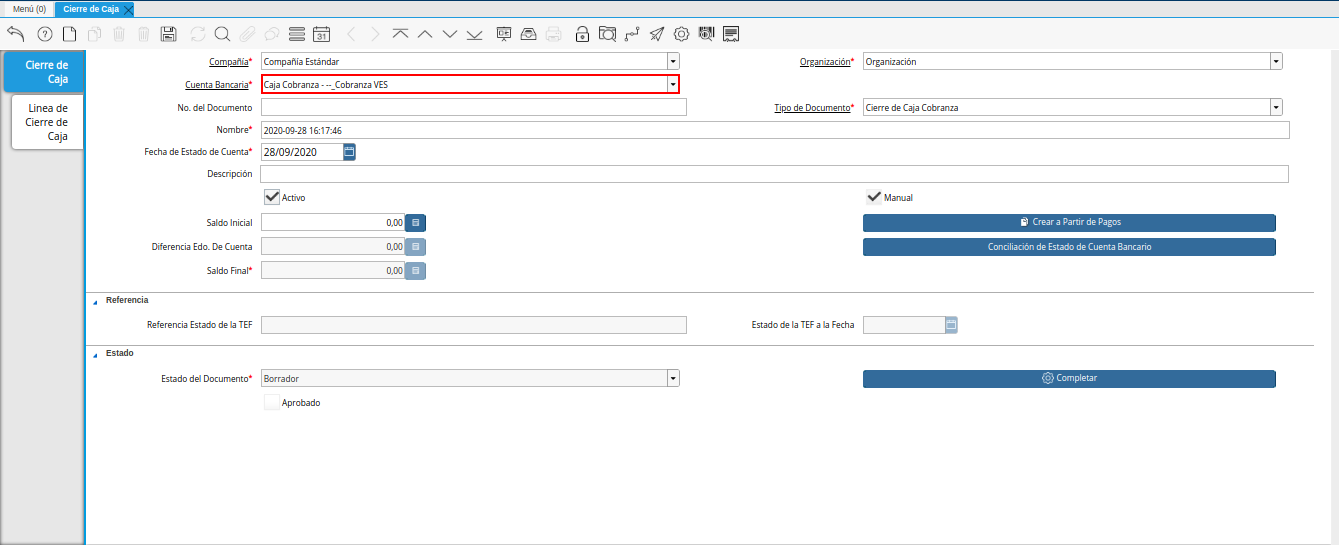 Menú (0) Cierre de Caja
31
Cierre de
Caja
Linea de
Cierre de
Caja
Compañía* Compañía Estándar Organización* Organización
Cuenta Bancaria* Caja Cobranza - --_Cobranza VES
No. del Documento Tipo de Documento* Cierre de Caja Cobranza
Nombre* 2020-09-28 16:17:46
Fecha de Estado de Cuenta* 28/09/2020
Descripción
Activo Manual
Saldo Inicial 0,00 Crear a Partir de Pagos
Diferencia Edo. De Cuenta 0,00 Conciliación de Estado de Cuenta Bancario
Saldo Final* 0,00
Referencia
Referencia Estado de la TEF Estado de la TEF a la Fecha
Estado
Estado del Documento* Borrador Completar
Aprobado